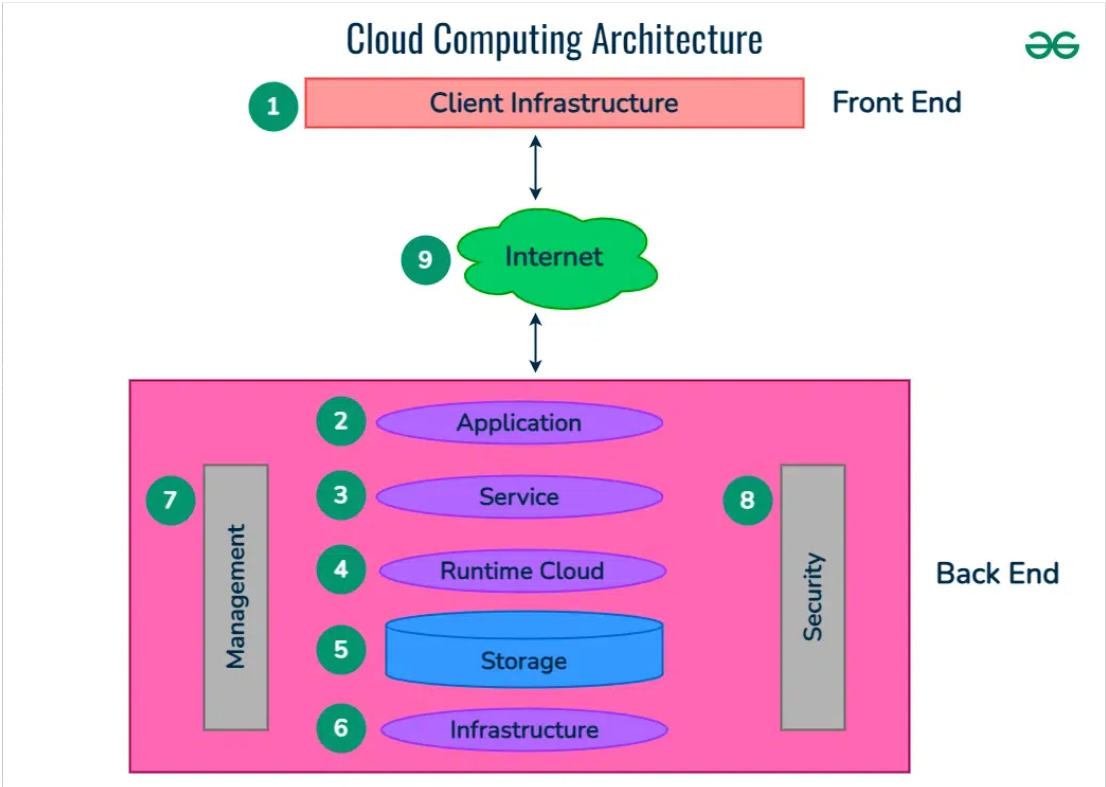 Cloud Computing Architecture
1
Client Infrastructure
Front End
9
Internet
2
Application
3
Service
7
Management
8
Security
4
Runtime Cloud
Back End
5
Storage
6
Infrastructure